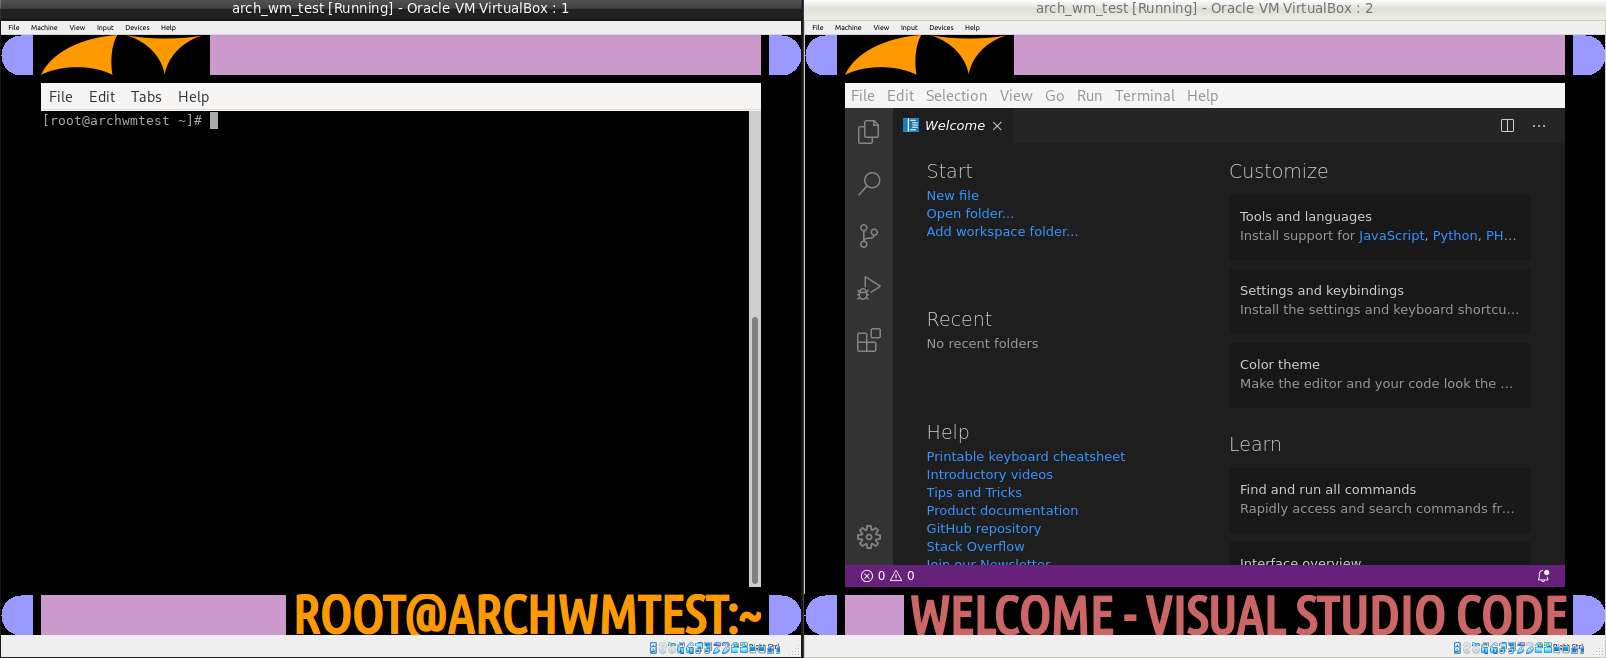 arch_wm_test [Running] - Oracle VM VirtualBox : 1
File Machine View Input Devices Help
File Edit Tabs Help
[root@archwmtest ~]#
ROOT@ARCHWMTEST:~
arch_wm_test [Running] - Oracle VM VirtualBox : 2
File Machine View Input Devices Help
File Edit Selection View Go Run Terminal Help
Welcome
Start
New file
Open folder...
Add workspace folder...
Recent
No recent folders
Help
Printable keyboard cheatsheet
Introductory videos
Tips and Tricks
Product documentation
GitHub repository
Stack Overflow
Join our Newsletter
Customize
Tools and languages
Install support for JavaScript, Python, PH...
Settings and keybindings
Install the settings and keyboard shortcu...
Color theme
Make the editor and your code look the ...
Learn
Find and run all commands
Rapidly access and search commands fr...
Interface overview
0 0
WELCOME - VISUAL STUDIO CODE